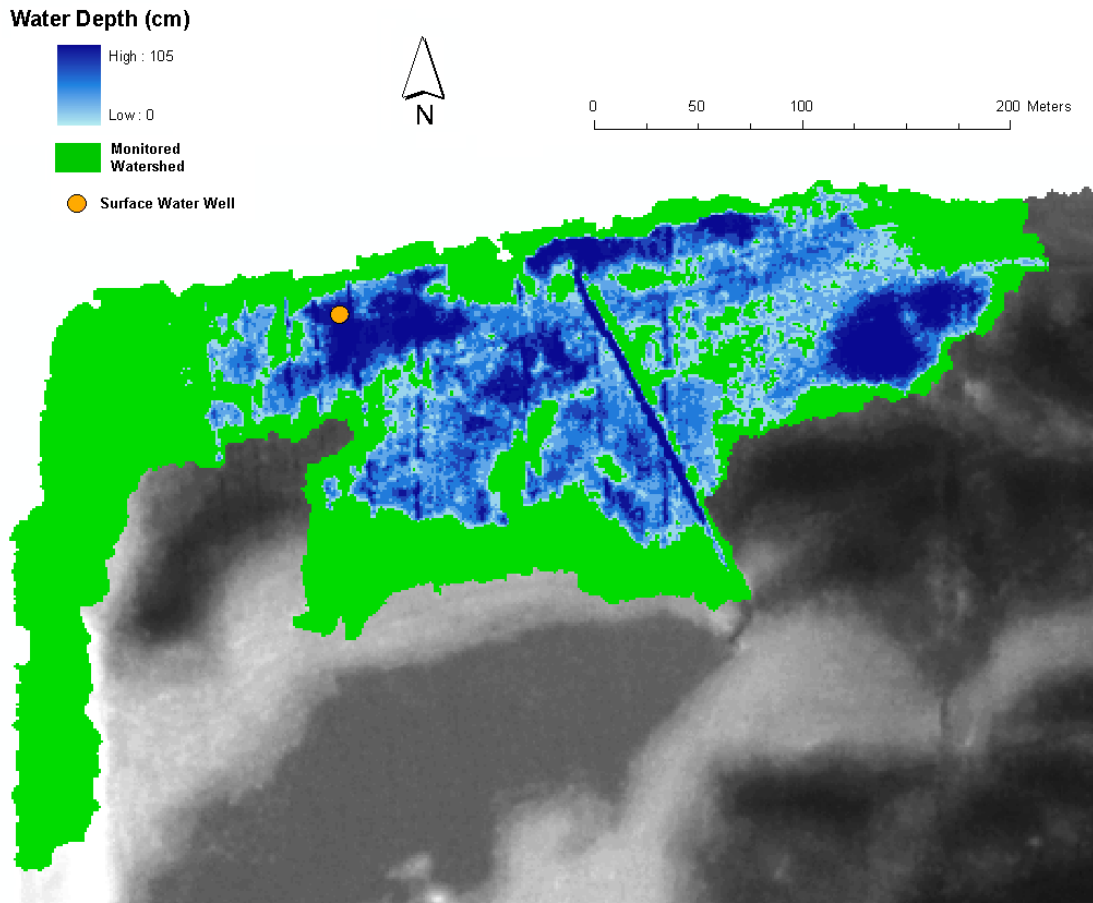 Water Depth (cm)
High : 105
Low : 0
Monitored
Watershed
Surface Water Well
N
0 50 100 200 Meters